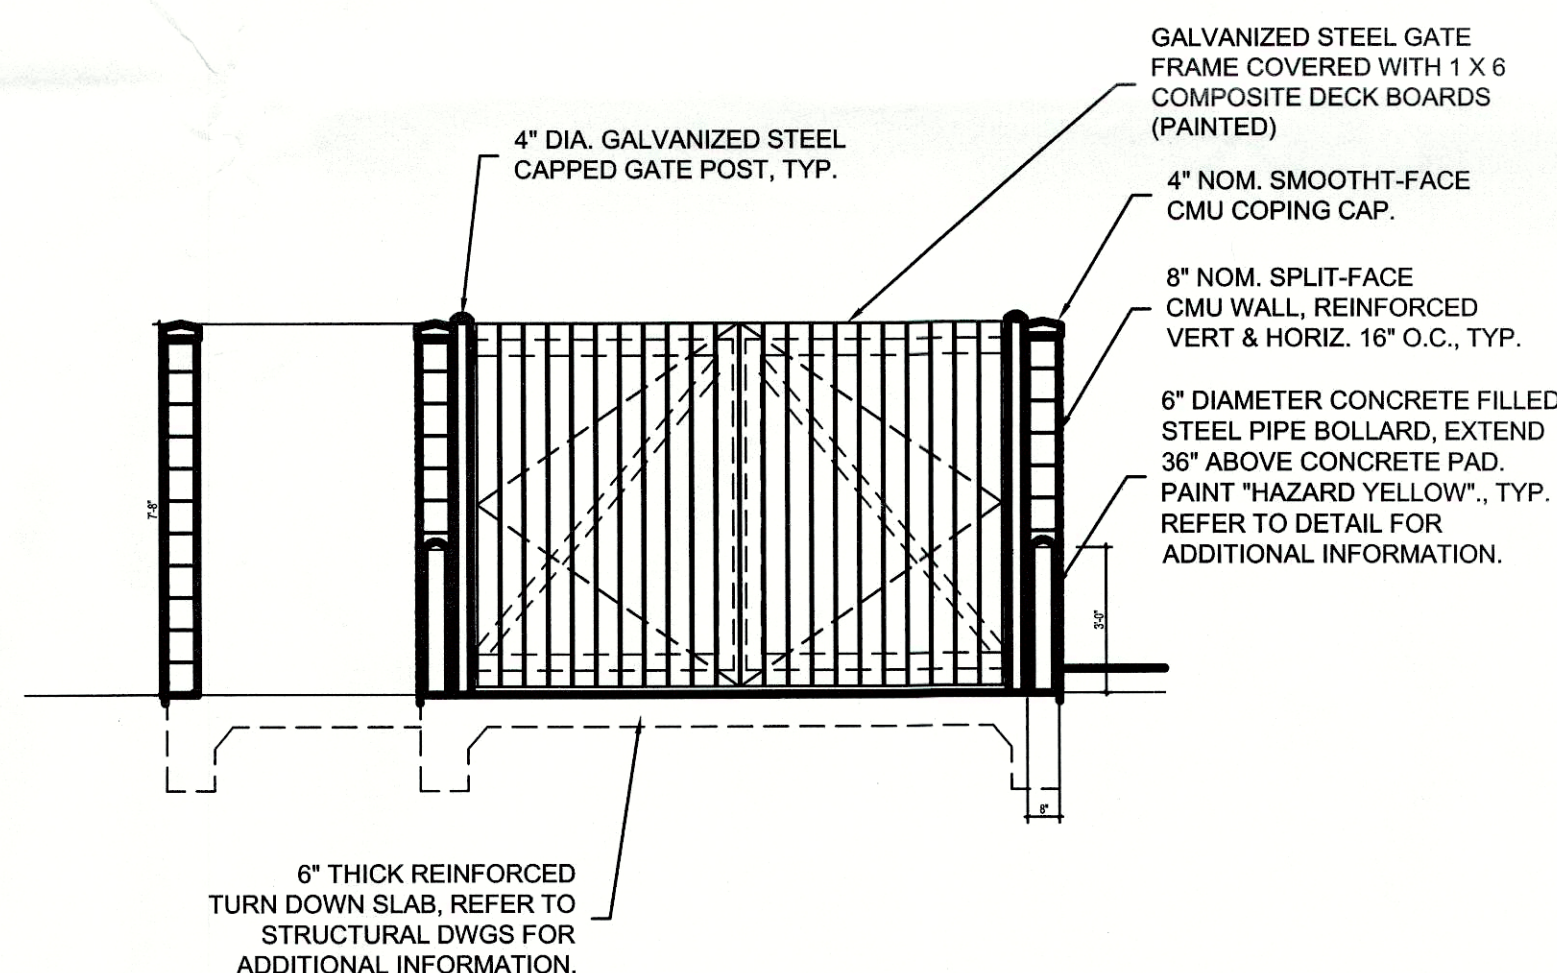 GALVANIZED STEEL GATE
FRAME COVERED WITH 1 X 6
COMPOSITE DECK BOARDS
(PAINTED)
4" DIA. GALVANIZED STEEL
CAPPED GATE POST, TYP.
4" NOM. SMOOTHT-FACE
CMU COPING CAP.
8" NOM. SPLIT-FACE
CMU WALL, REINFORCED
VERT & HORIZ. 16" O.C., TYP.
6" DIAMETER CONCRETE FILLED
STEEL PIPE BOLLARD, EXTEND
36" ABOVE CONCRETE PAD.
PAINT "HAZARD YELLOW"., TYP.
REFER TO DETAIL FOR
ADDITIONAL INFORMATION.
7'-8"
3'-0"
8"
6" THICK REINFORCED
TURN DOWN SLAB, REFER TO
STRUCTURAL DWGS FOR
ADDITIONAL INFORMATION.